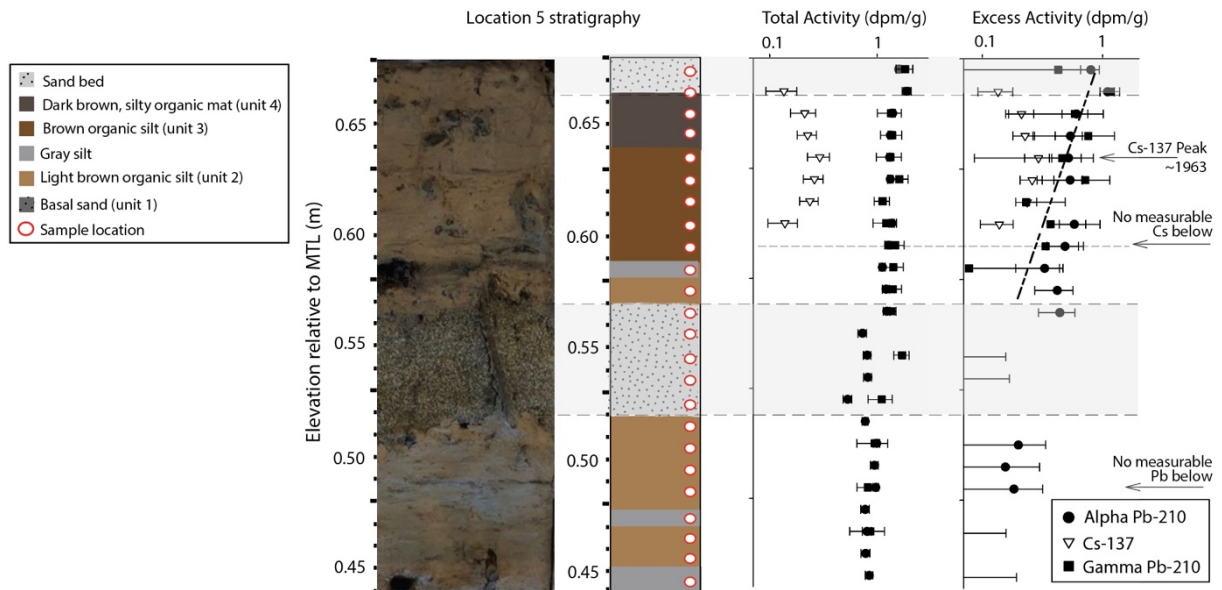 Location 5 stratigraphy
Total Activity (dpm/g)
Excess Activity (dpm/g)
0.1
1
0.1
1
Sand bed
Dark brown, silty organic mat (unit 4)
Brown organic silt (unit 3)
Gray silt
Light brown organic silt (unit 2)
Basal sand (unit 1)
Sample location
Elevation relative to MTL (m)
0.65
0.60
0.55
0.50
0.45
0.65
0.60
0.55
0.50
0.45
Cs-137 Peak
~1963
No measurable
Cs below
No measurable
Pb below
Alpha Pb-210
Cs-137
Gamma Pb-210